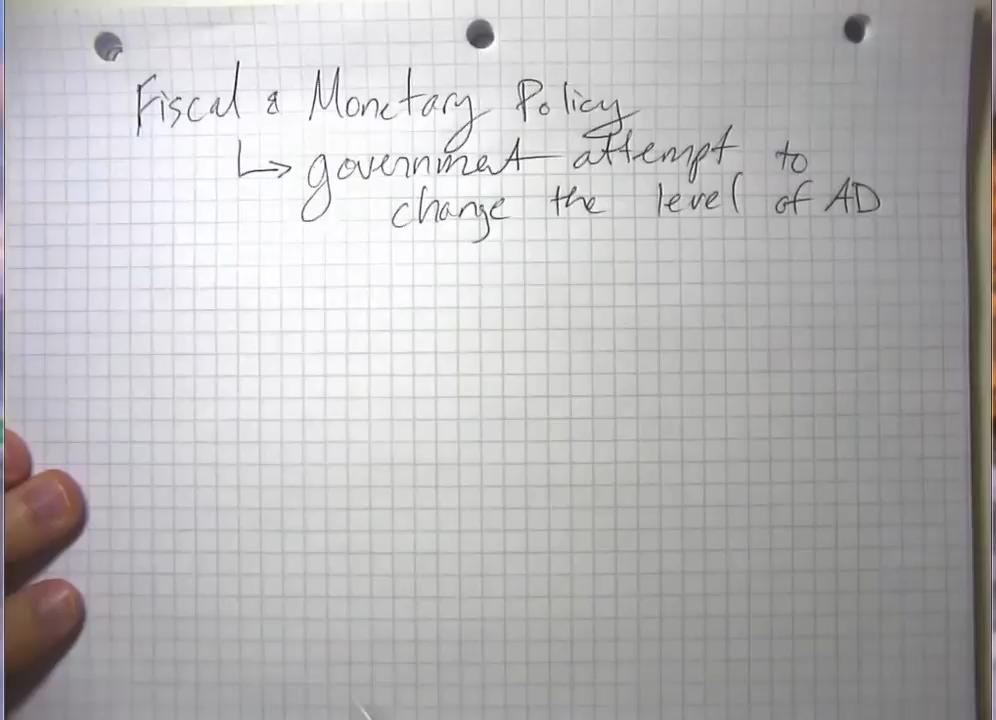 Fiscal & Monetary Policy
↳ government attempt to
change the level of AD